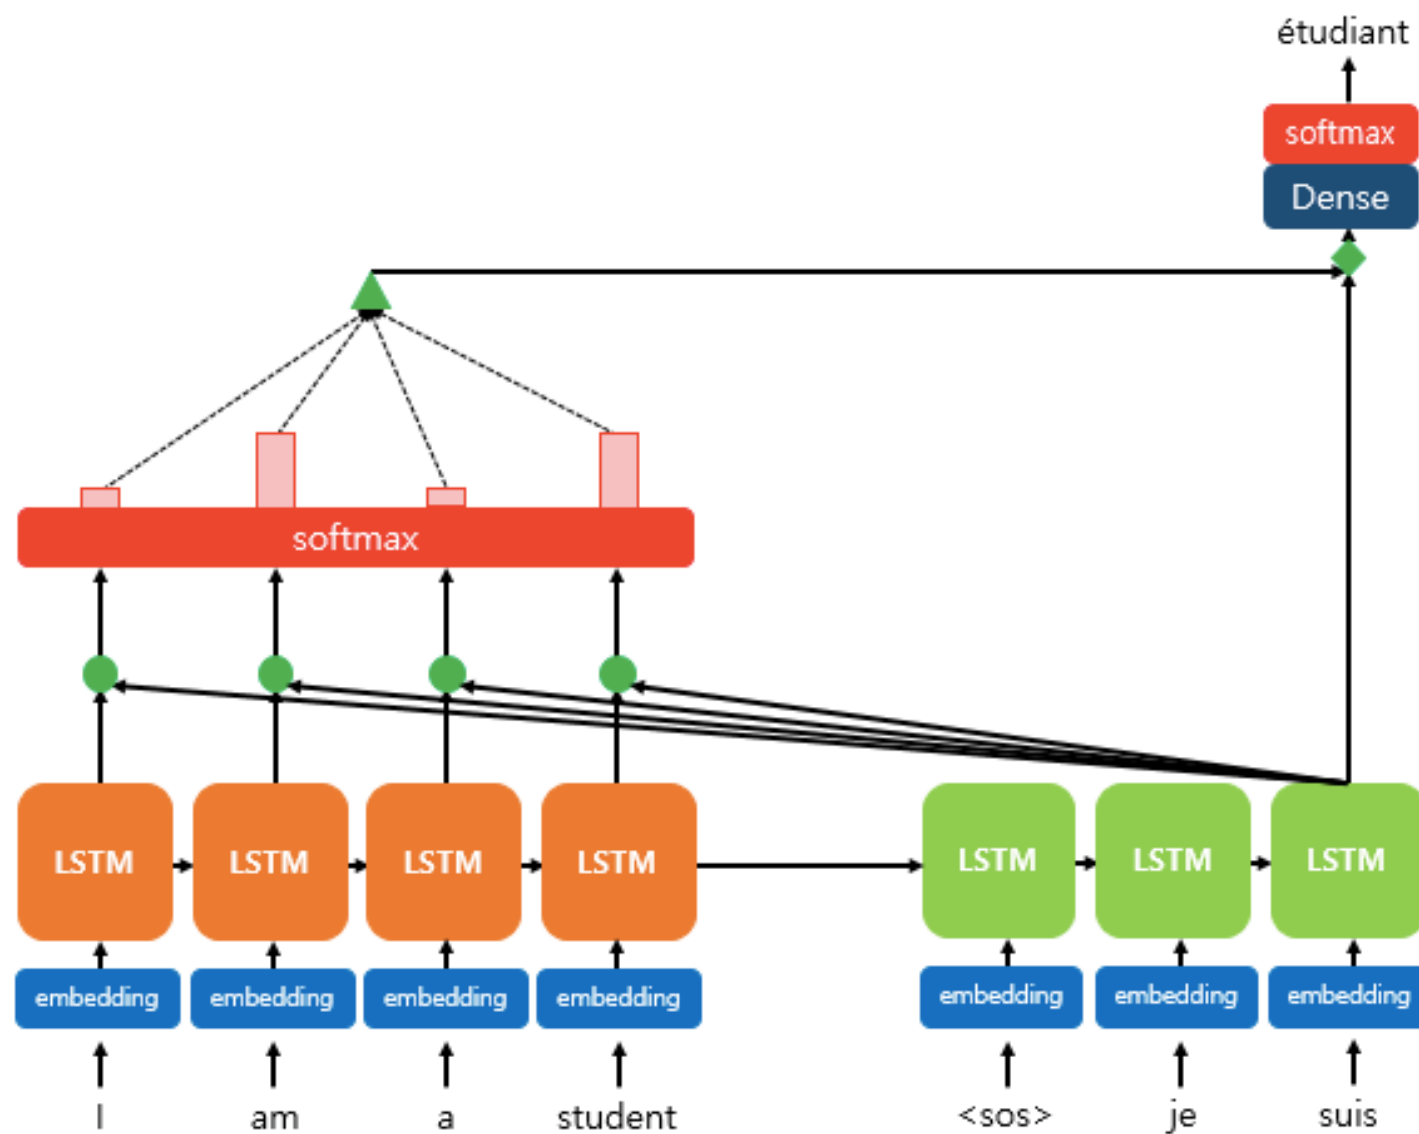 étudiant
softmax
Dense
softmax
LSTM LSTM LSTM LSTM LSTM LSTM LSTM
embedding embedding embedding embedding embedding embedding embedding
I am a student <sos> je suis